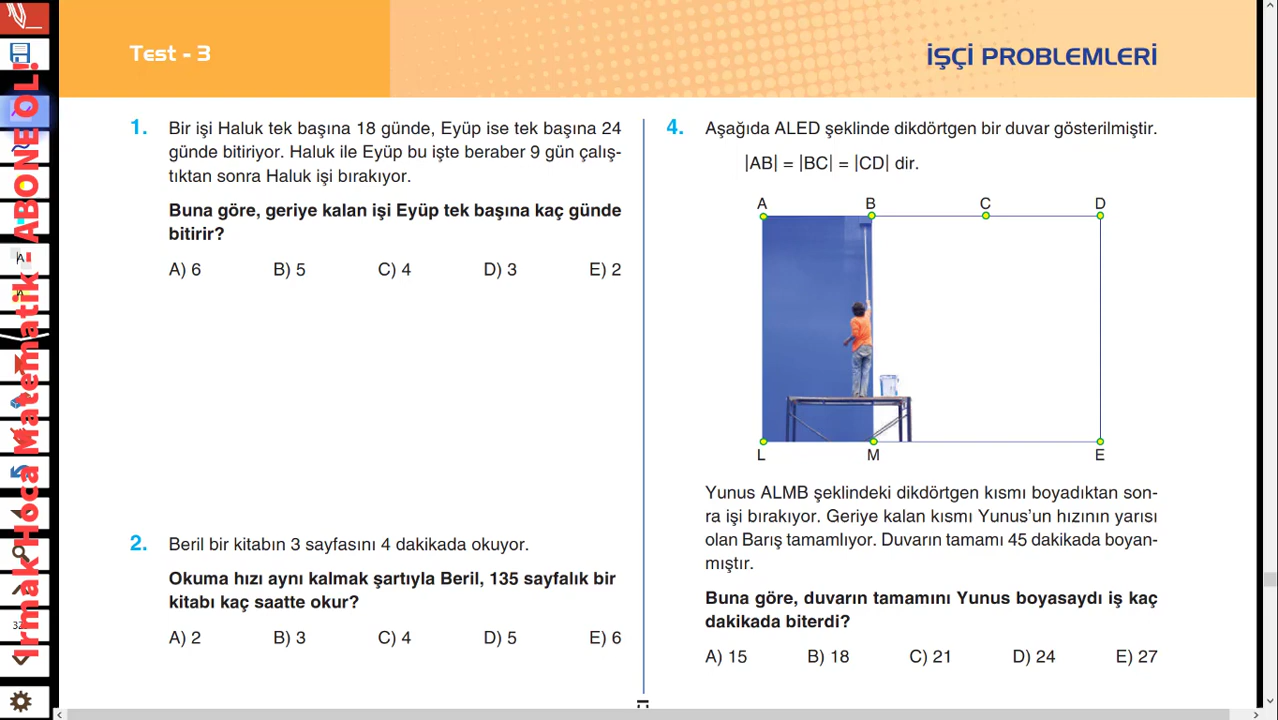 Test - 3
İŞÇİ PROBLEMLERİ
1. Bir işi Haluk tek başına 18 günde, Eyüp ise tek başına 24
günde bitiriyor. Haluk ile Eyüp bu işte beraber 9 gün çalış-
tıktan sonra Haluk işi bırakıyor.
Buna göre, geriye kalan işi Eyüp tek başına kaç günde
bitirir?
A) 6 B) 5 C) 4 D) 3 E) 2
2. Beril bir kitabın 3 sayfasını 4 dakikada okuyor.
Okuma hızı aynı kalmak şartıyla Beril, 135 sayfalık bir
kitabı kaç saatte okur?
A) 2 B) 3 C) 4 D) 5 E) 6
4. Aşağıda ALED şeklinde dikdörtgen bir duvar gösterilmiştir.
|AB| = |BC| = |CD| dir.
A B C D
L M E
Yunus ALMB şeklindeki dikdörtgen kısmı boyadıktan son-
ra işi bırakıyor. Geriye kalan kısmı Yunus'un hızının yarısı
olan Barış tamamlıyor. Duvarın tamamı 45 dakikada boyan-
mıştır.
Buna göre, duvarın tamamını Yunus boyasaydı iş kaç
dakikada biterdi?
A) 15 B) 18 C) 21 D) 24 E) 27
Irmak Hoca Matematik - ABONE OL!